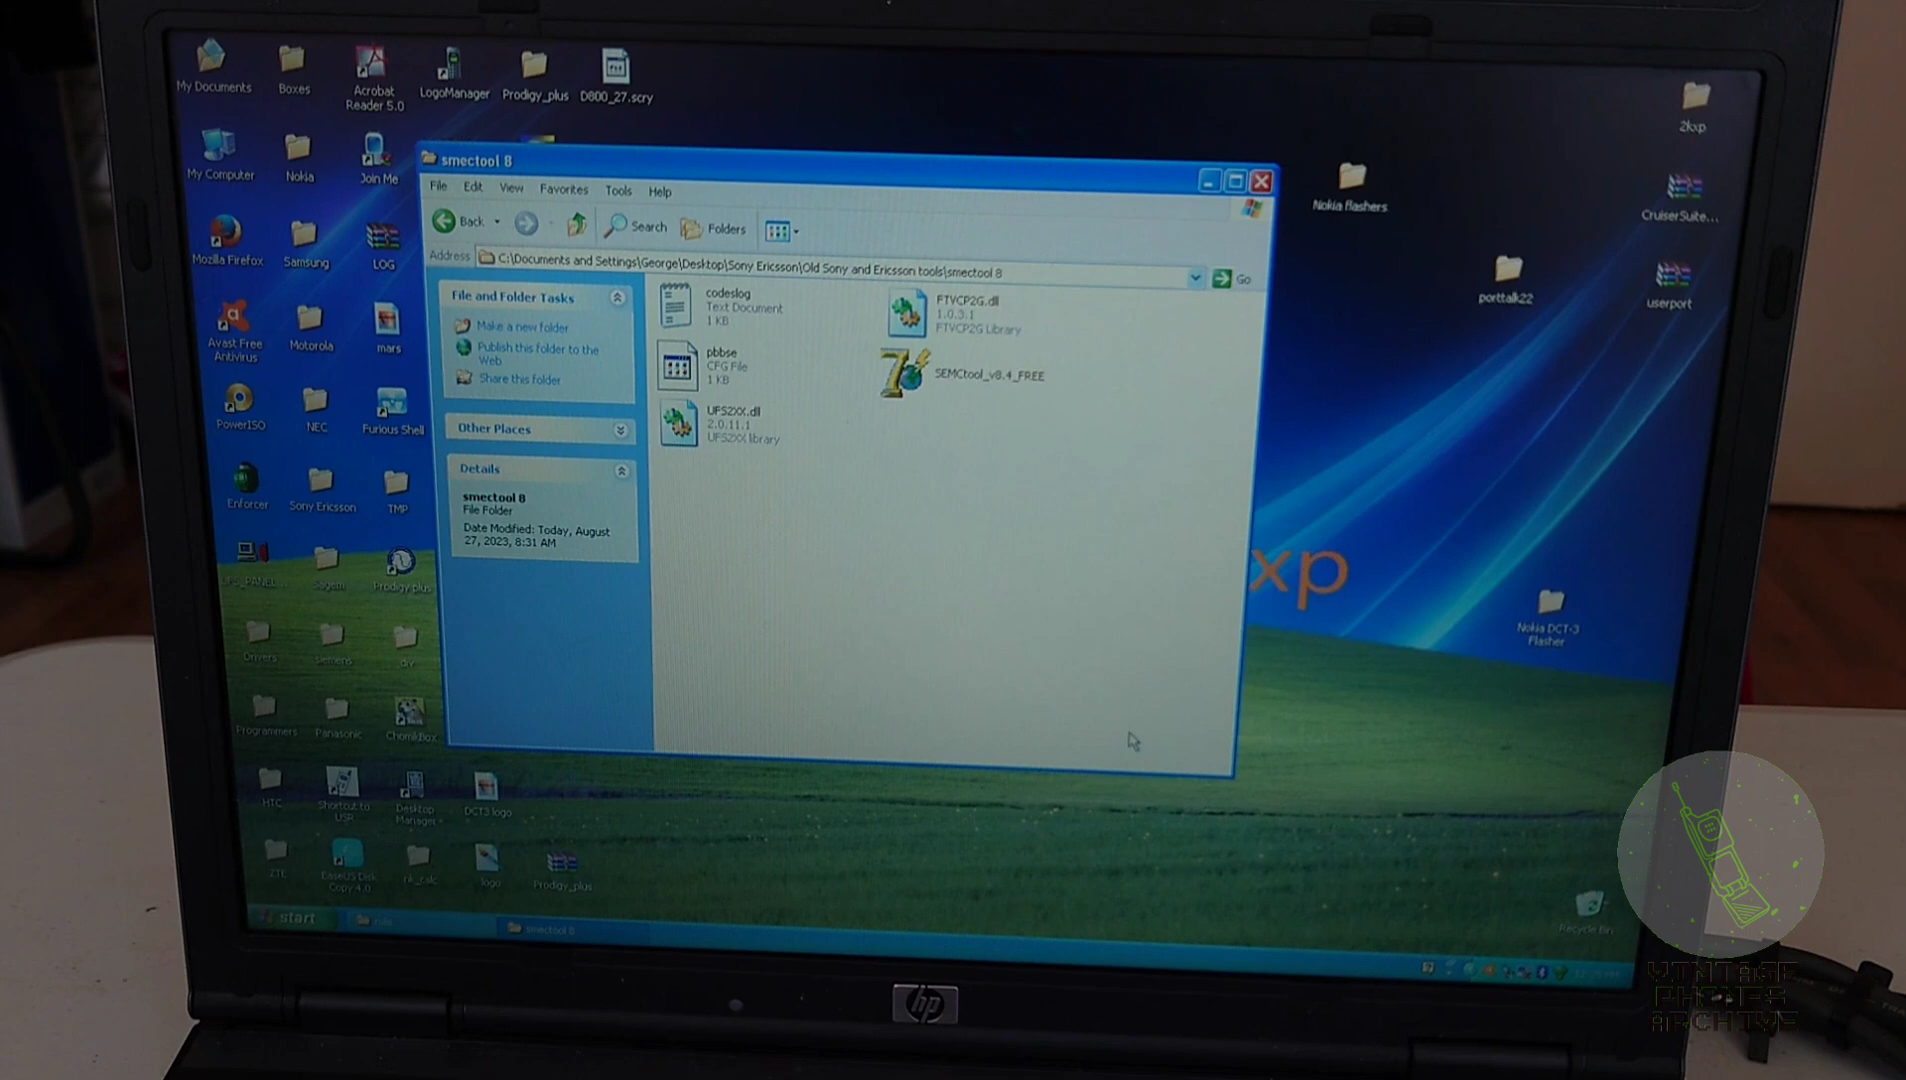 My Documents
Boxes
Acrobat
Reader 5.0
LogoManager
Prodigy_plus
D800_27.scry
2kxp
My Computer
Nokia
Join Me
Nokia flashers
CruiserSuite...
Mozilla Firefox
Samsung
LOG
porttalk22
userport
Avast Free
Antivirus
Motorola
mars
PowerISO
NEC
Furious Shell
Enforcer
Sony Ericsson
TMP
UFS_PANEL...
Sagem
Prodigy plus
Drivers
Siemens
div
Programmers
Panasonic
ChomikBox
HTC
Shortcut to
USR
Desktop
Manager
DCT3 logo
ZTE
EaseUS Disk
Copy 4.0
nk_calc
logo
Prodigy_plus
smectool 8
File Edit View Favorites Tools Help
Back
Search
Folders
Address C:\Documents and Settings\George\Desktop\Sony Ericsson\Old Sony and Ericsson tools\smectool 8
Go
File and Folder Tasks
Make a new folder
Publish this folder to the
Web
Share this folder
Other Places
Details
smectool 8
File Folder
Date Modified: Today, August
27, 2023, 8:31 AM
codeslog
Text Document
1 KB
FTVCP2G.dll
1.0.3.1
FTVCP2G Library
pbbse
CFG File
1 KB
SEMCtool_v8.4_FREE
UFS2XX.dll
2.0.11.1
UFS2XX library
xp
Nokia DCT-3
Flasher
Recycle Bin
start
smectool 8
hp
VINTAGE
PHONES
ARCHIVE